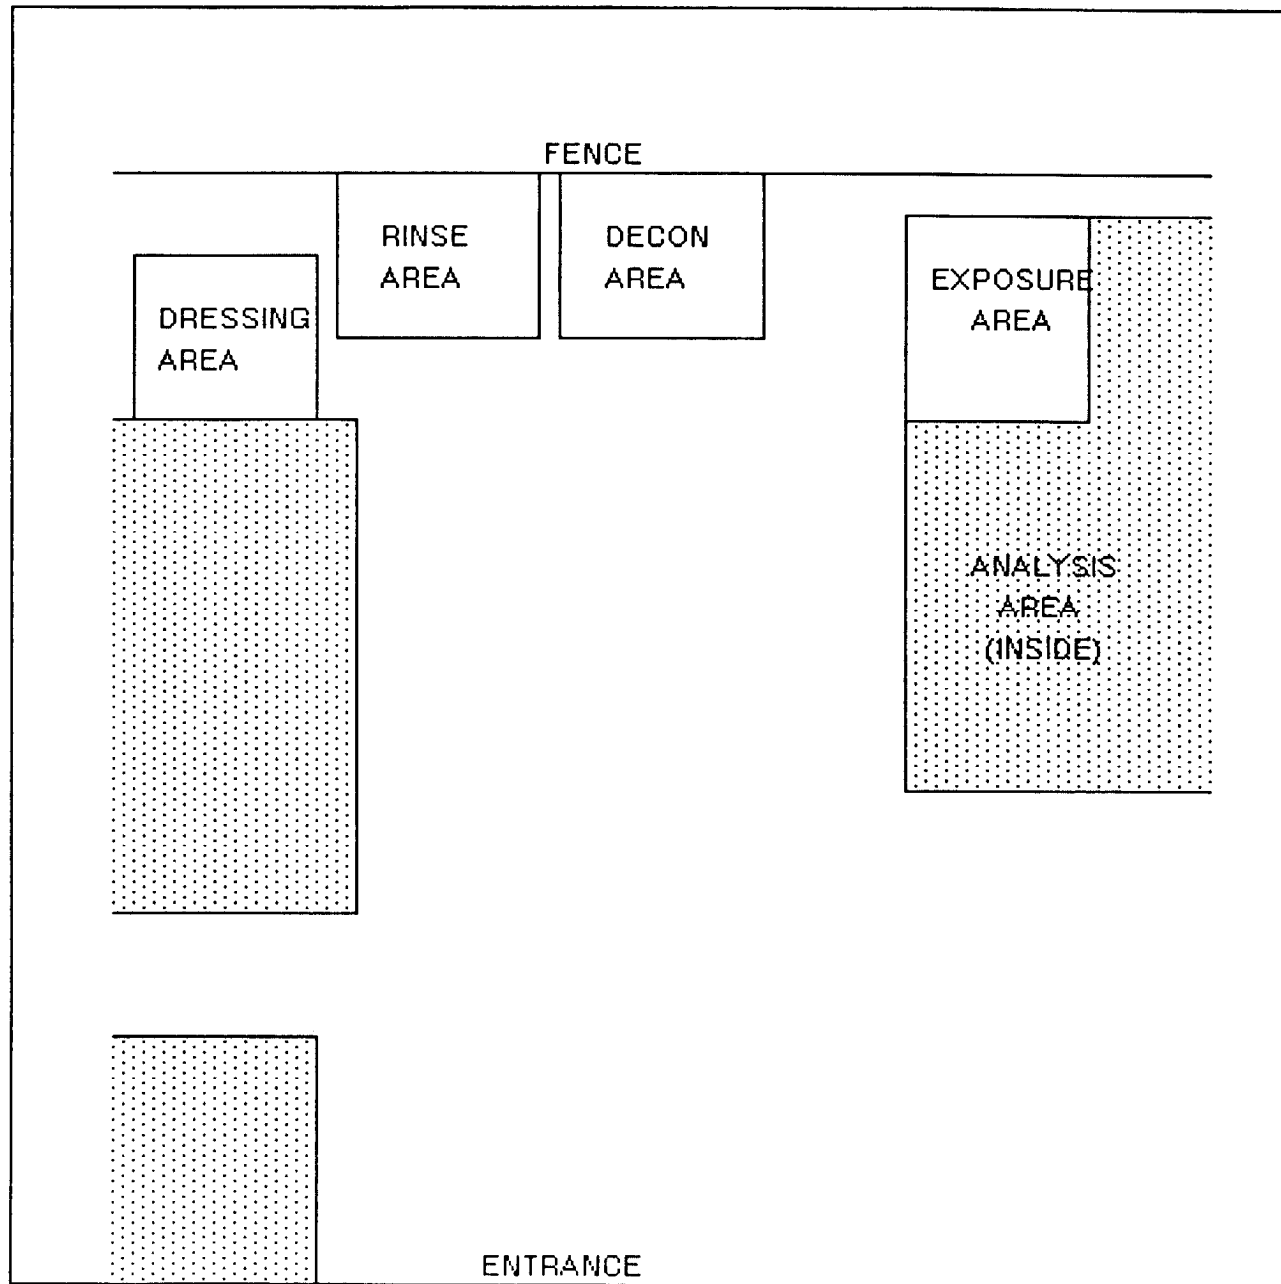 FENCE
RINSE
AREA
DECON
AREA
DRESSING
AREA
EXPOSURE
AREA
ANALYSIS
AREA
(INSIDE)
ENTRANCE